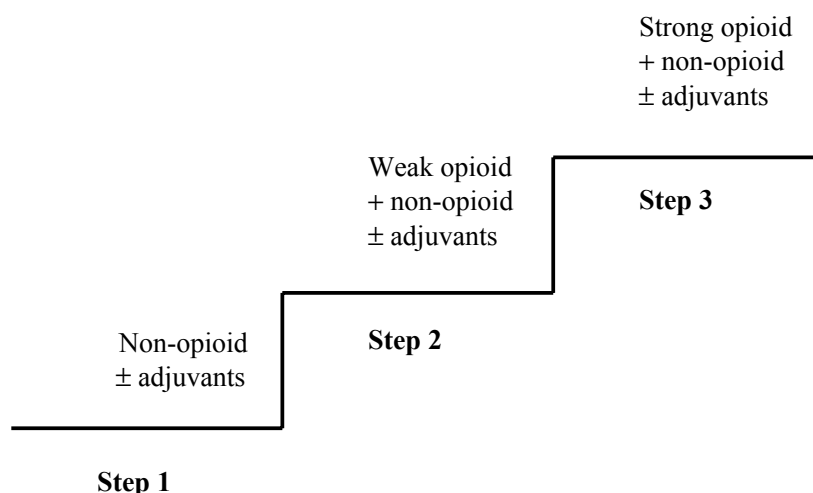 Strong opioid
+ non-opioid
± adjuvants
Step 3
Weak opioid
+ non-opioid
± adjuvants
Step 2
Non-opioid
± adjuvants
Step 1